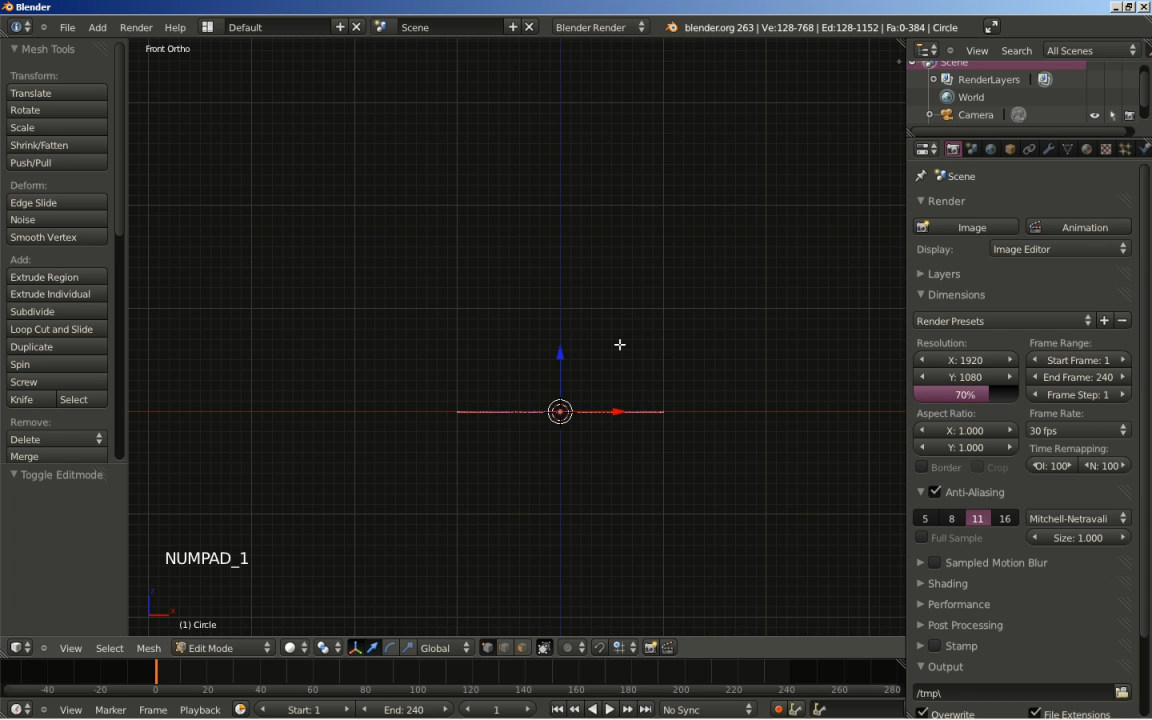 Blender
File Add Render Help Default Scene Blender Render blender.org 263 | Ve:128-768 | Ed:128-1152 | Fa:0-384 | Circle
Mesh Tools
Transform:
Translate
Rotate
Scale
Shrink/Fatten
Push/Pull
Deform:
Edge Slide
Noise
Smooth Vertex
Add:
Extrude Region
Extrude Individual
Subdivide
Loop Cut and Slide
Duplicate
Spin
Screw
Knife Select
Remove:
Delete
Merge
Toggle Editmode
Front Ortho
NUMPAD_1
z
x
(1) Circle
View Select Mesh Edit Mode Global
-40 -20 0 20 40 60 80 100 120 140 160 180 200 220 240 260 280
View Marker Frame Playback Start: 1 End: 240 1 No Sync
View Search All Scenes
Scene
RenderLayers
World
Camera
Scene
Render
Image Animation
Display: Image Editor
Layers
Dimensions
Render Presets
Resolution: Frame Range:
X: 1920 Start Frame: 1
Y: 1080 End Frame: 240
70% Frame Step: 1
Aspect Ratio: Frame Rate:
X: 1.000 30 fps
Y: 1.000 Time Remapping:
Border Crop Ol: 100 N: 100
Anti-Aliasing
5 8 11 16 Mitchell-Netravali
Full Sample Size: 1.000
Sampled Motion Blur
Shading
Performance
Post Processing
Stamp
Output
/tmp\
Overwrite File Extensions